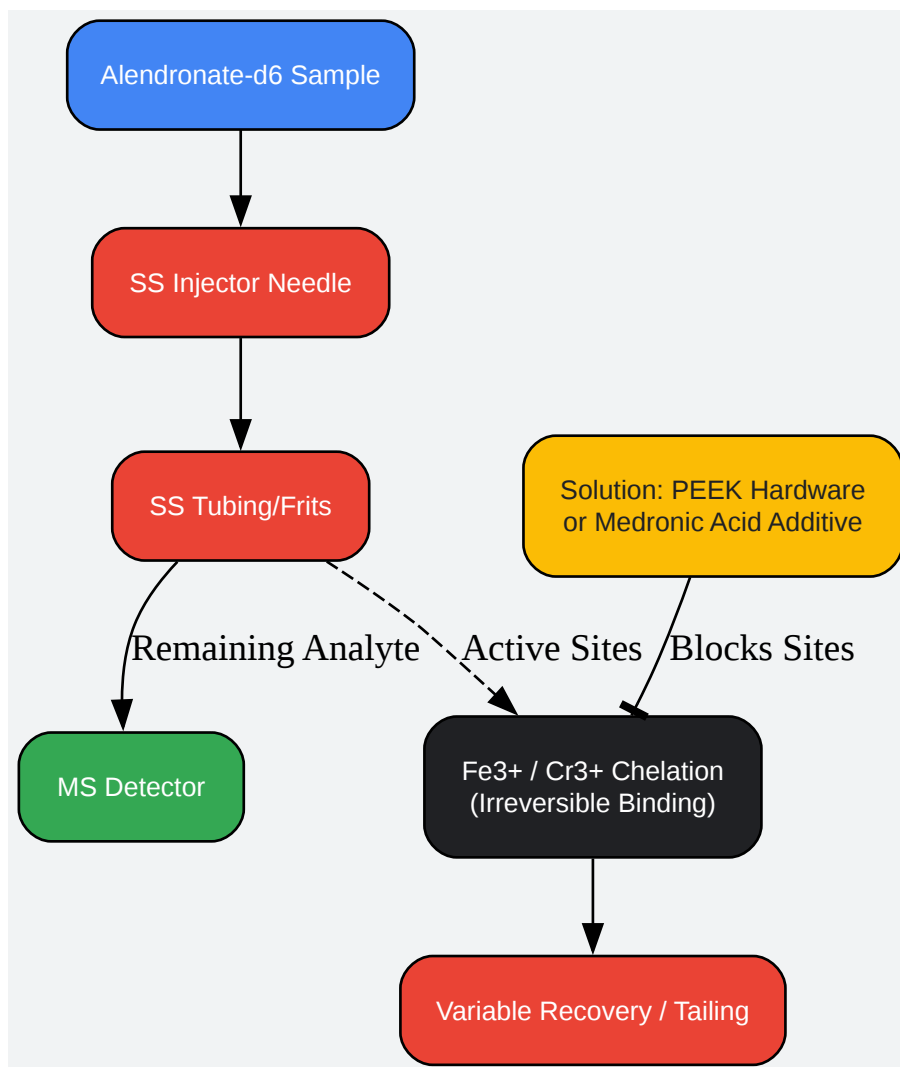 Alendronate-d6 Sample
SS Injector Needle
SS Tubing/Frits
Solution: PEEK Hardware
or Medronic Acid Additive
Remaining Analyte
Active Sites
Blocks Sites
MS Detector
Fe3+ / Cr3+ Chelation
(Irreversible Binding)
Variable Recovery / Tailing